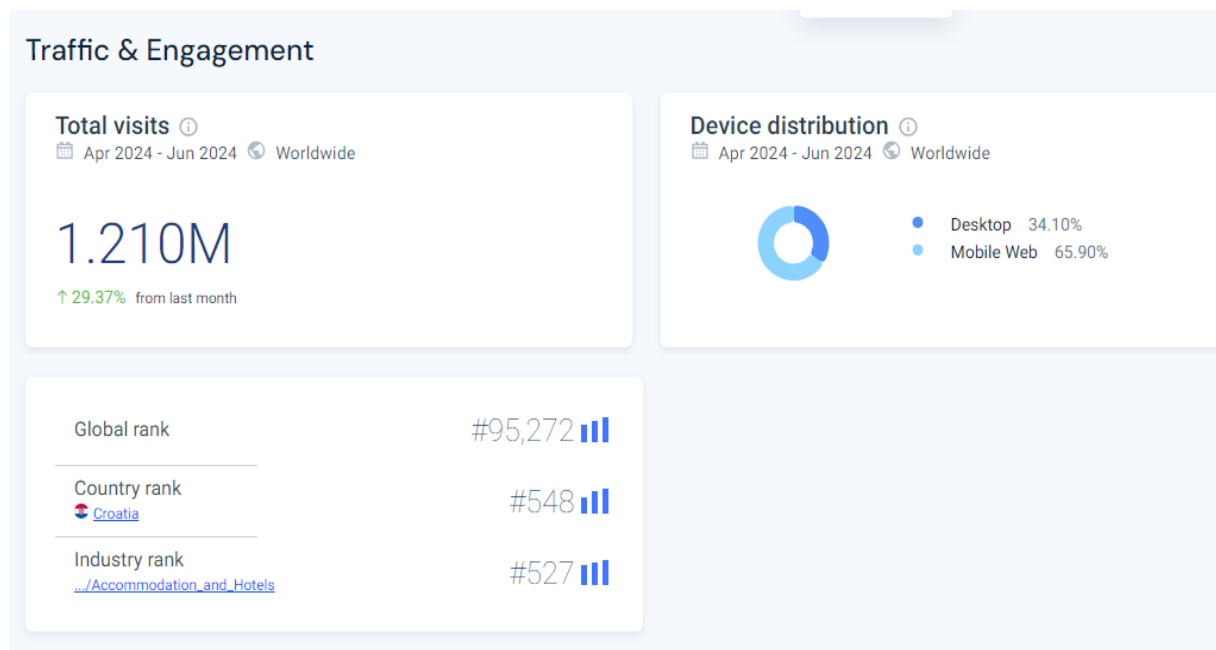 Traffic & Engagement
Total visits
Apr 2024 - Jun 2024 Worldwide
1.210M
↑ 29.37% from last month
Device distribution
Apr 2024 - Jun 2024 Worldwide
Desktop 34.10%
Mobile Web 65.90%
Global rank #95,272
Country rank
Croatia
#548
Industry rank
.../Accommodation_and_Hotels
#527